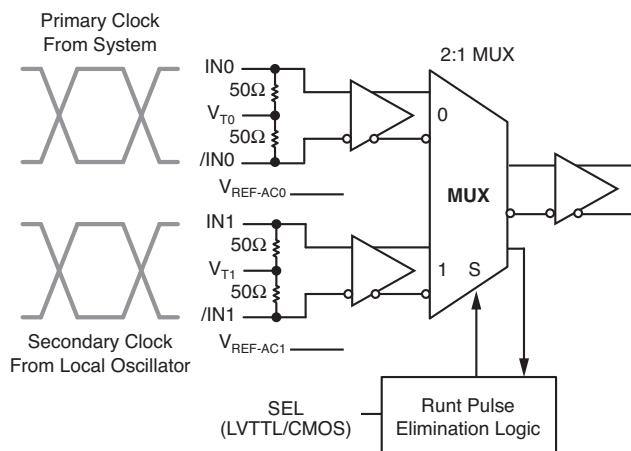 Primary Clock
From System
IN0
50Ω
VT0
50Ω
/IN0
VREF-AC0
2:1 MUX
0
MUX
1
S
IN1
50Ω
VT1
50Ω
/IN1
VREF-AC1
Secondary Clock
From Local Oscillator
SEL
(LVTTL/CMOS)
Runt Pulse
Elimination Logic